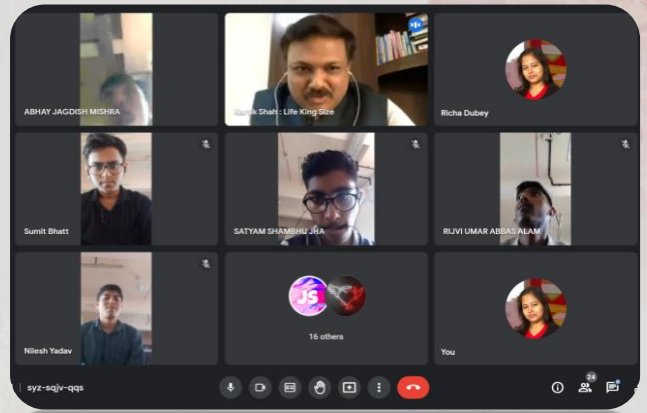 ABHAY JAGDISH MISHRA
Shah : Life King Size
Richa Dubey
Sumit Bhatt
SATYAM SHAMBHU JHA
RIJVI UMAR ABBAS ALAM
Nilesh Yadav
JS
16 others
You
syz-sqjv-qqs
24